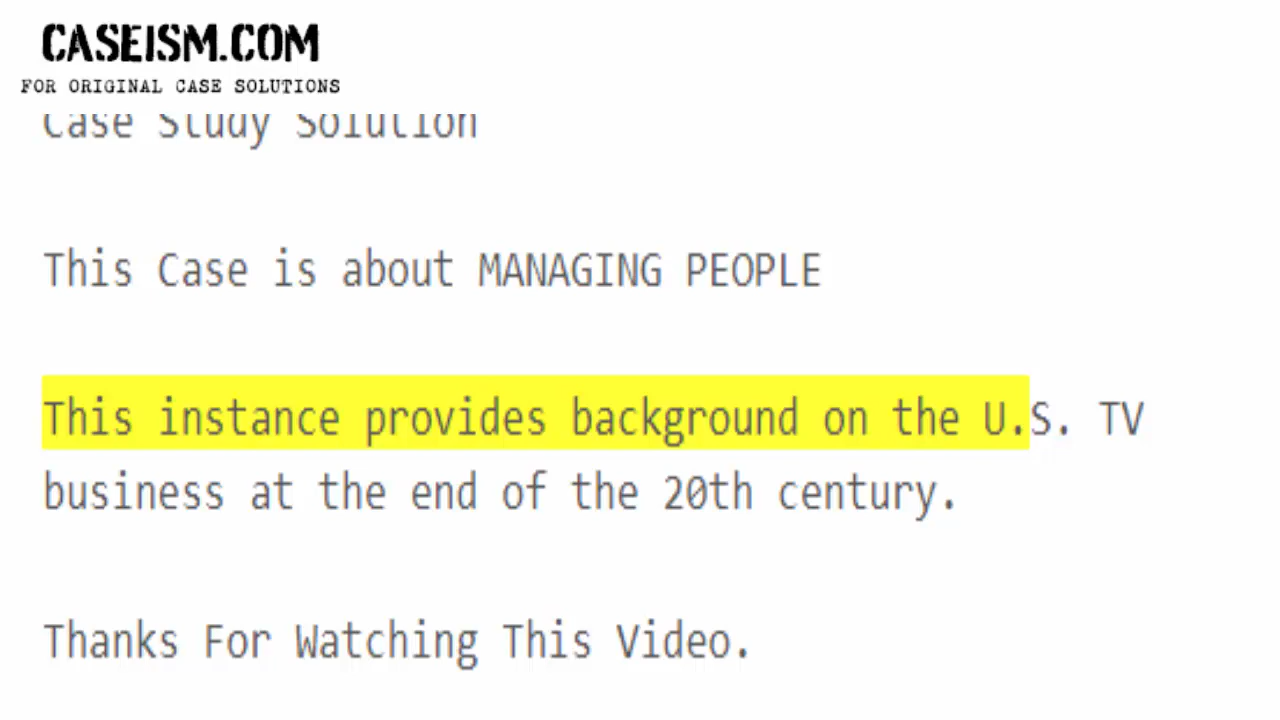 CASEISM.COM
FOR ORIGINAL CASE SOLUTIONS
Case Study Solution
This Case is about MANAGING PEOPLE
This instance provides background on the U.S. TV
business at the end of the 20th century.
Thanks For Watching This Video.